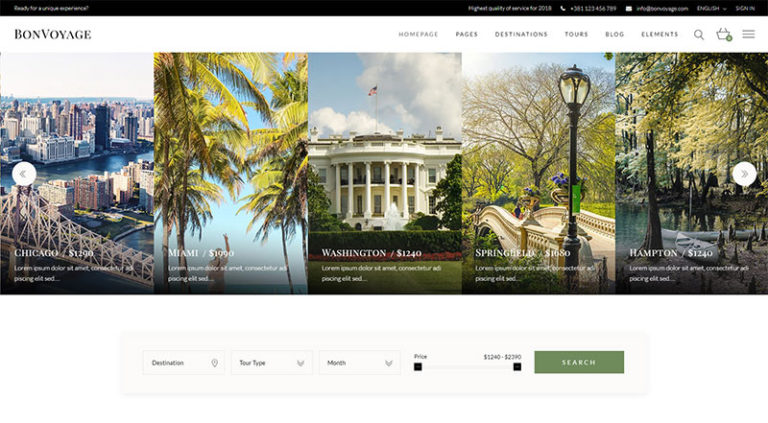 Ready for a unique experience?
Highest quality of service for 2018
+381 123 456 789
info@bonvoyage.com
ENGLISH
SIGN IN
BONVOYAGE
HOMEPAGE
PAGES
DESTINATIONS
TOURS
BLOG
ELEMENTS
CHICAGO / $1290
Lorem ipsum dolor sit amet, consectetur adi
piscing elit sed....
MIAMI / $1990
Lorem ipsum dolor sit amet, consectetur adi
piscing elit sed....
WASHINGTON / $1240
Lorem ipsum dolor sit amet, consectetur adi
piscing elit sed....
SPRINGFIELD / $1680
Lorem ipsum dolor sit amet, consectetur adi
piscing elit sed....
HAMPTON / $1240
Lorem ipsum dolor sit amet, consectetur adi
piscing elit sed....
Destination
Tour Type
Month
Price
$1240 - $2390
SEARCH